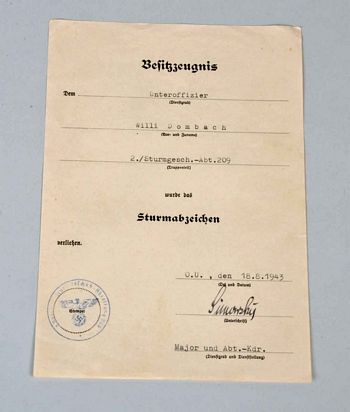 Besitzzeugnis
Dem Unteroffizier
(Dienstgrad)
Willi Dombach
(Vor- und Zuname)
2./Sturmgesch.-Abt.209
(Truppenteil)
wurde das
Sturmabzeichen
verliehen.
O.U., den 18.8.1943
(Ort und Datum)
Stempel
(Unterschrift)
Major und Abt.-Kdr.
(Dienstgrad und Dienststellung)